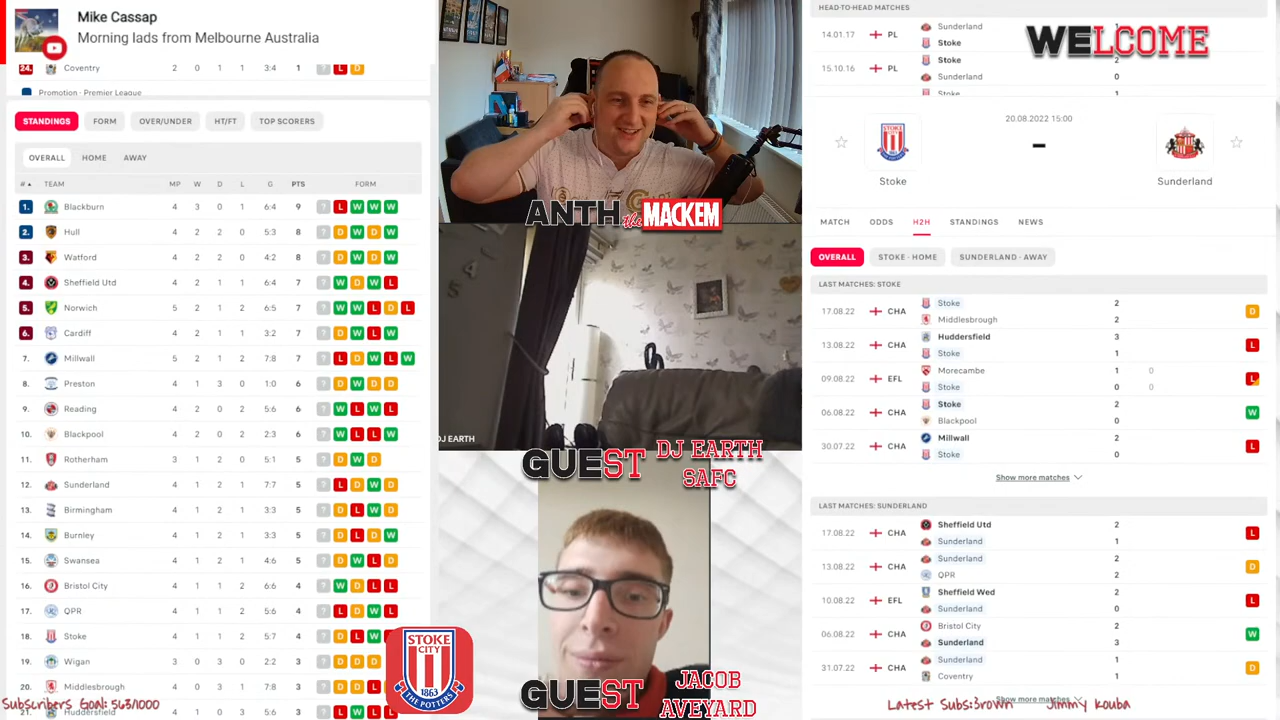 Mike Cassap
Morning lads from Melbourne, Australia
24. Coventry 2 0 1 1 3:4 1 ? L D
Promotion - Premier League
STANDINGS FORM OVER/UNDER HT/FT TOP SCORERS
OVERALL HOME AWAY
# TEAM MP W D L G PTS FORM
1. Blackburn 4 3 0 1 6:4 9 ? L W W W
2. Hull 4 2 2 0 5:3 8 ? D W D W
3. Watford 4 2 2 0 4:2 8 ? D W D W
4. Sheffield Utd 4 2 1 1 6:4 7 ? W D W L
5. Norwich 5 2 1 2 6:5 7 ? W W L D L
6. Cardiff 4 2 1 1 ? D W L W
7. Millwall 4 2 1 2 7:8 7 ? L D W L W
8. Preston 4 1 3 0 1:0 6 ? D W D D
9. Reading 4 2 0 2 5:6 6 ? W L W L
10. Blackpool 4 2 0 2 2:3 6 ? W L L W
11. Rotherham 4 1 2 0 5:1 5 ? D W D
12. Sunderland 4 1 2 1 7:7 5 ? L D W D
13. Birmingham 4 1 2 1 3:3 5 ? D L W D
14. Burnley 4 1 2 1 3:3 5 ? D L D W
15. Swansea 4 1 2 1 4:6 5 ? D W L D
16. Bristol City 4 1 1 2 6:6 4 ? W D L L
17. QPR 4 1 1 2 5:6 4 ? L D W L
18. Stoke 4 1 1 2 5:7 4 ? D L W L
19. Wigan 3 0 3 0 2:2 3 ? D D D
20. Middlesbrough 4 0 3 1 7:8 3 ? D D L D
21. Huddersfield ? L W L L
Subscribers Goal: 563/1000
ANTH the MACKEM
DJ EARTH
GUEST DJ EARTH
SAFC
STOKE
CITY
1863
THE POTTERS
GUEST JACOB
AVEYARD
HEAD-TO-HEAD MATCHES
WELCOME
14.01.17 PL Sunderland 1
Stoke
15.10.16 PL Stoke 2
Sunderland 0
Stoke 1
20.08.2022 15:00
-
Stoke Sunderland
MATCH ODDS H2H STANDINGS NEWS
OVERALL STOKE - HOME SUNDERLAND - AWAY
LAST MATCHES: STOKE
17.08.22 CHA Stoke 2 D
Middlesbrough 2
13.08.22 CHA Huddersfield 3 L
Stoke 1
09.08.22 EFL Morecambe 1 0 L
Stoke 0 0
06.08.22 CHA Stoke 2 W
Blackpool 0
30.07.22 CHA Millwall 2 L
Stoke 0
Show more matches
LAST MATCHES: SUNDERLAND
17.08.22 CHA Sheffield Utd 2 L
Sunderland 1
13.08.22 CHA Sunderland 2 D
QPR 2
10.08.22 EFL Sheffield Wed 2 L
Sunderland 0
06.08.22 CHA Bristol City 2 W
Sunderland 3
31.07.22 CHA Sunderland 1 D
Coventry 1
Show more matches
Latest Subs: Jimmy Kouba